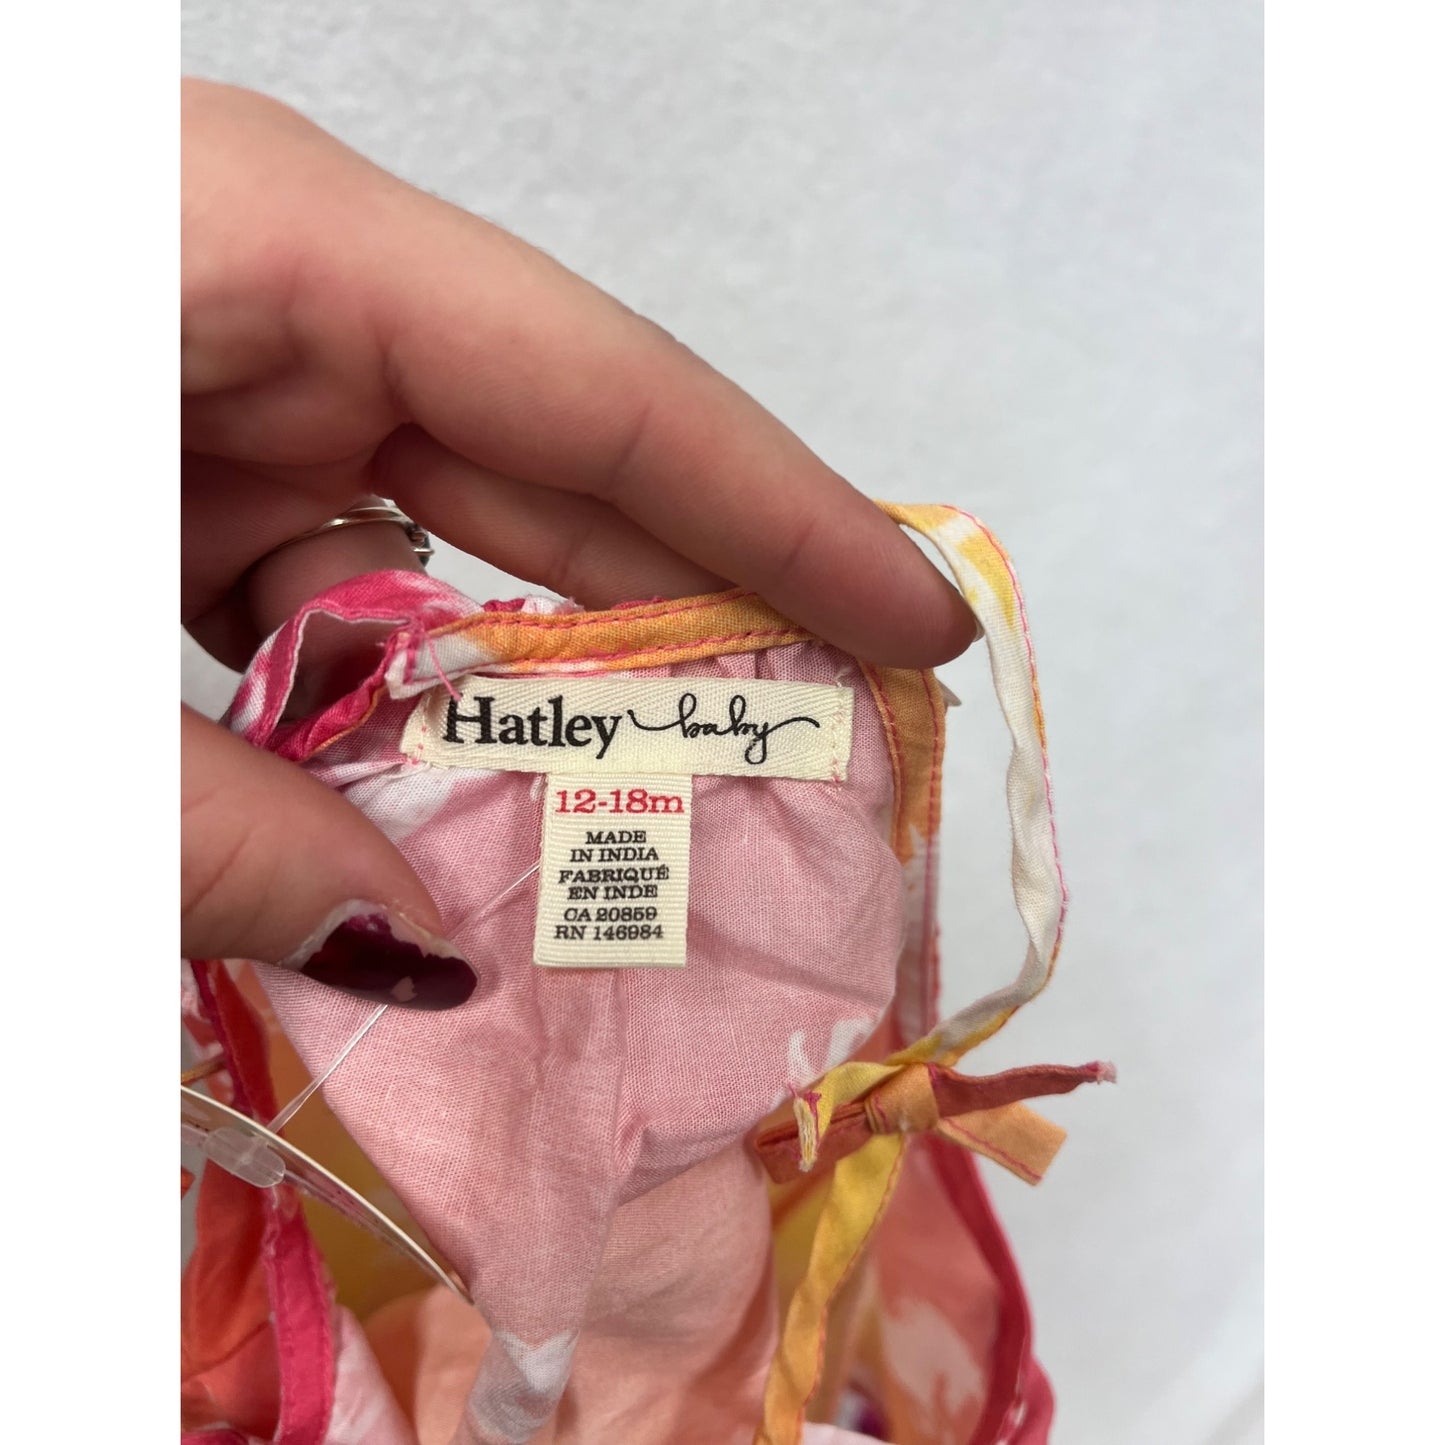 Hatley baby
12-18m
MADE
IN INDIA
FABRIQUÉ
EN INDE
CA 20859
RN 146984